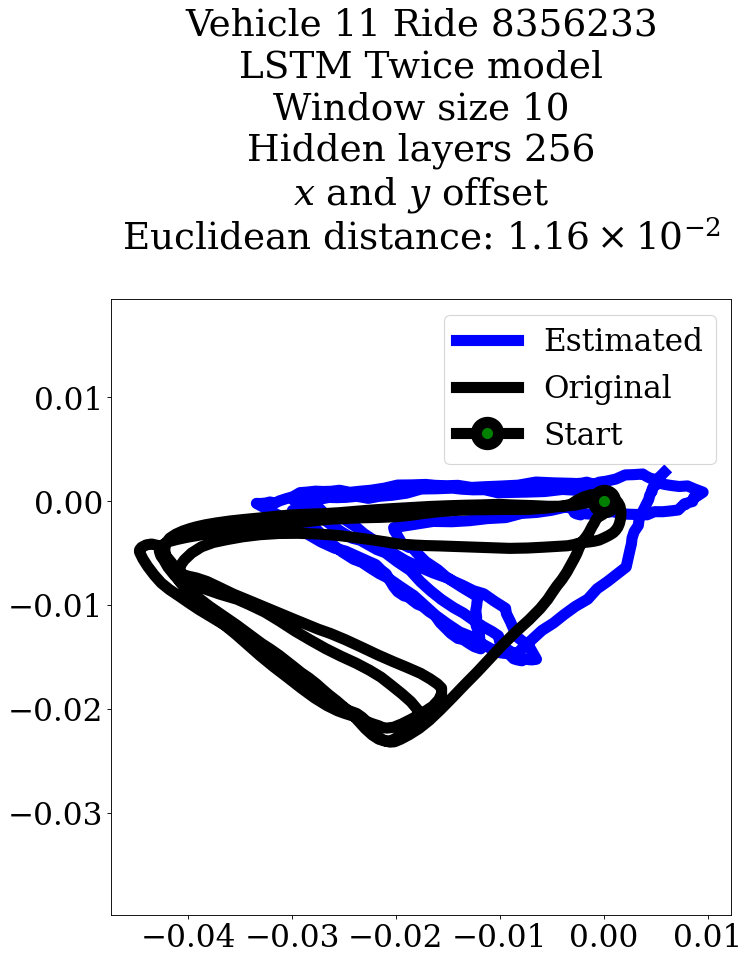 Vehicle 11 Ride 8356233
LSTM Twice model
Window size 10
Hidden layers 256
x and y offset
Euclidean distance: 1.16 × 10⁻²
Estimated
Original
Start
0.01
0.00
−0.01
−0.02
−0.03
−0.04 −0.03 −0.02 −0.01 0.00 0.01